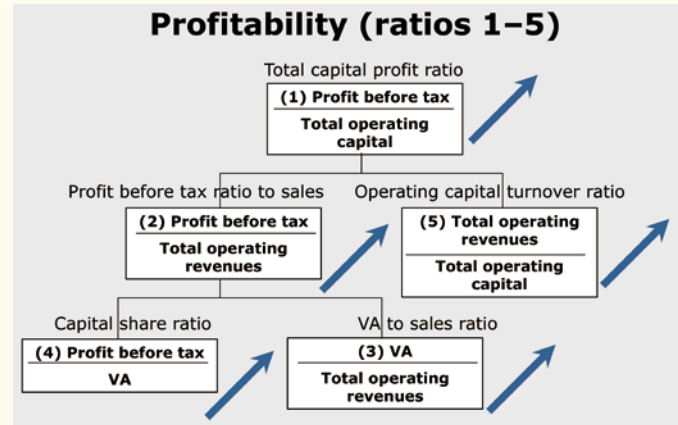 Profitability (ratios 1–5)
Total capital profit ratio
(1) Profit before tax
Total operating
capital
Profit before tax ratio to sales
Operating capital turnover ratio
(2) Profit before tax
Total operating
revenues
(5) Total operating
revenues
Total operating
capital
Capital share ratio
VA to sales ratio
(4) Profit before tax
VA
(3) VA
Total operating
revenues